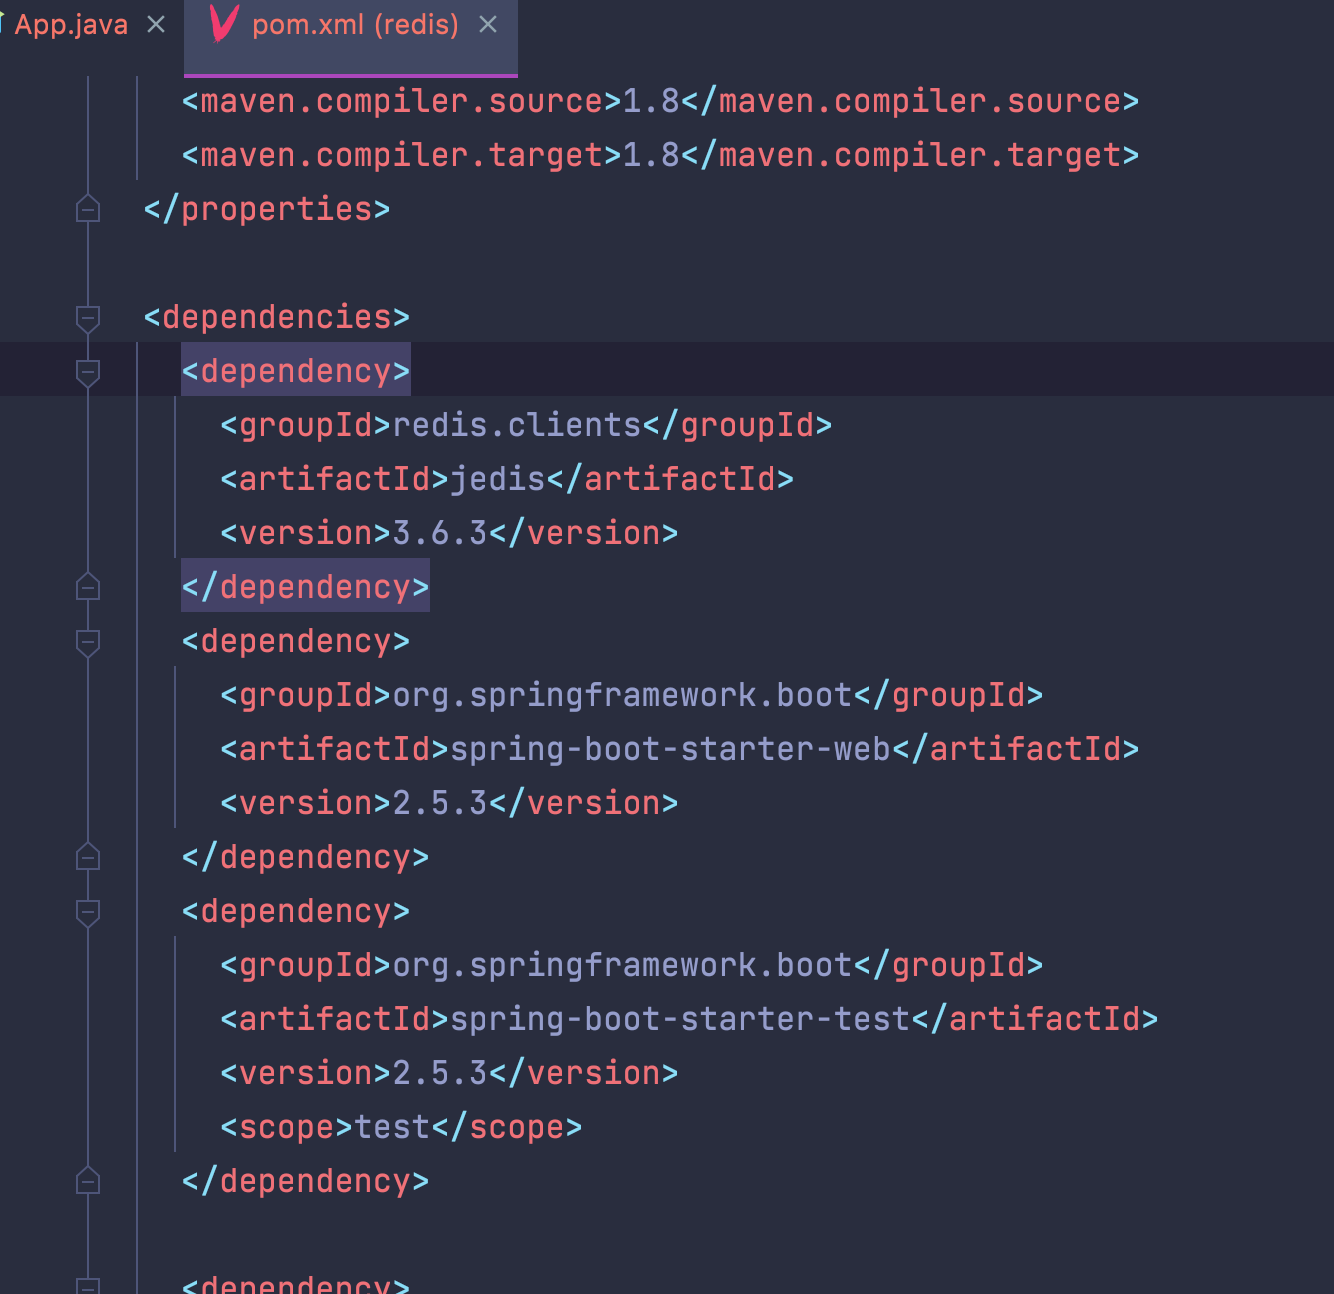 App.java
pom.xml (redis)
<maven.compiler.source>1.8</maven.compiler.source>
<maven.compiler.target>1.8</maven.compiler.target>
</properties>
<dependencies>
<dependency>
<groupId>redis.clients</groupId>
<artifactId>jedis</artifactId>
<version>3.6.3</version>
</dependency>
<dependency>
<groupId>org.springframework.boot</groupId>
<artifactId>spring-boot-starter-web</artifactId>
<version>2.5.3</version>
</dependency>
<dependency>
<groupId>org.springframework.boot</groupId>
<artifactId>spring-boot-starter-test</artifactId>
<version>2.5.3</version>
<scope>test</scope>
</dependency>
<dependency>